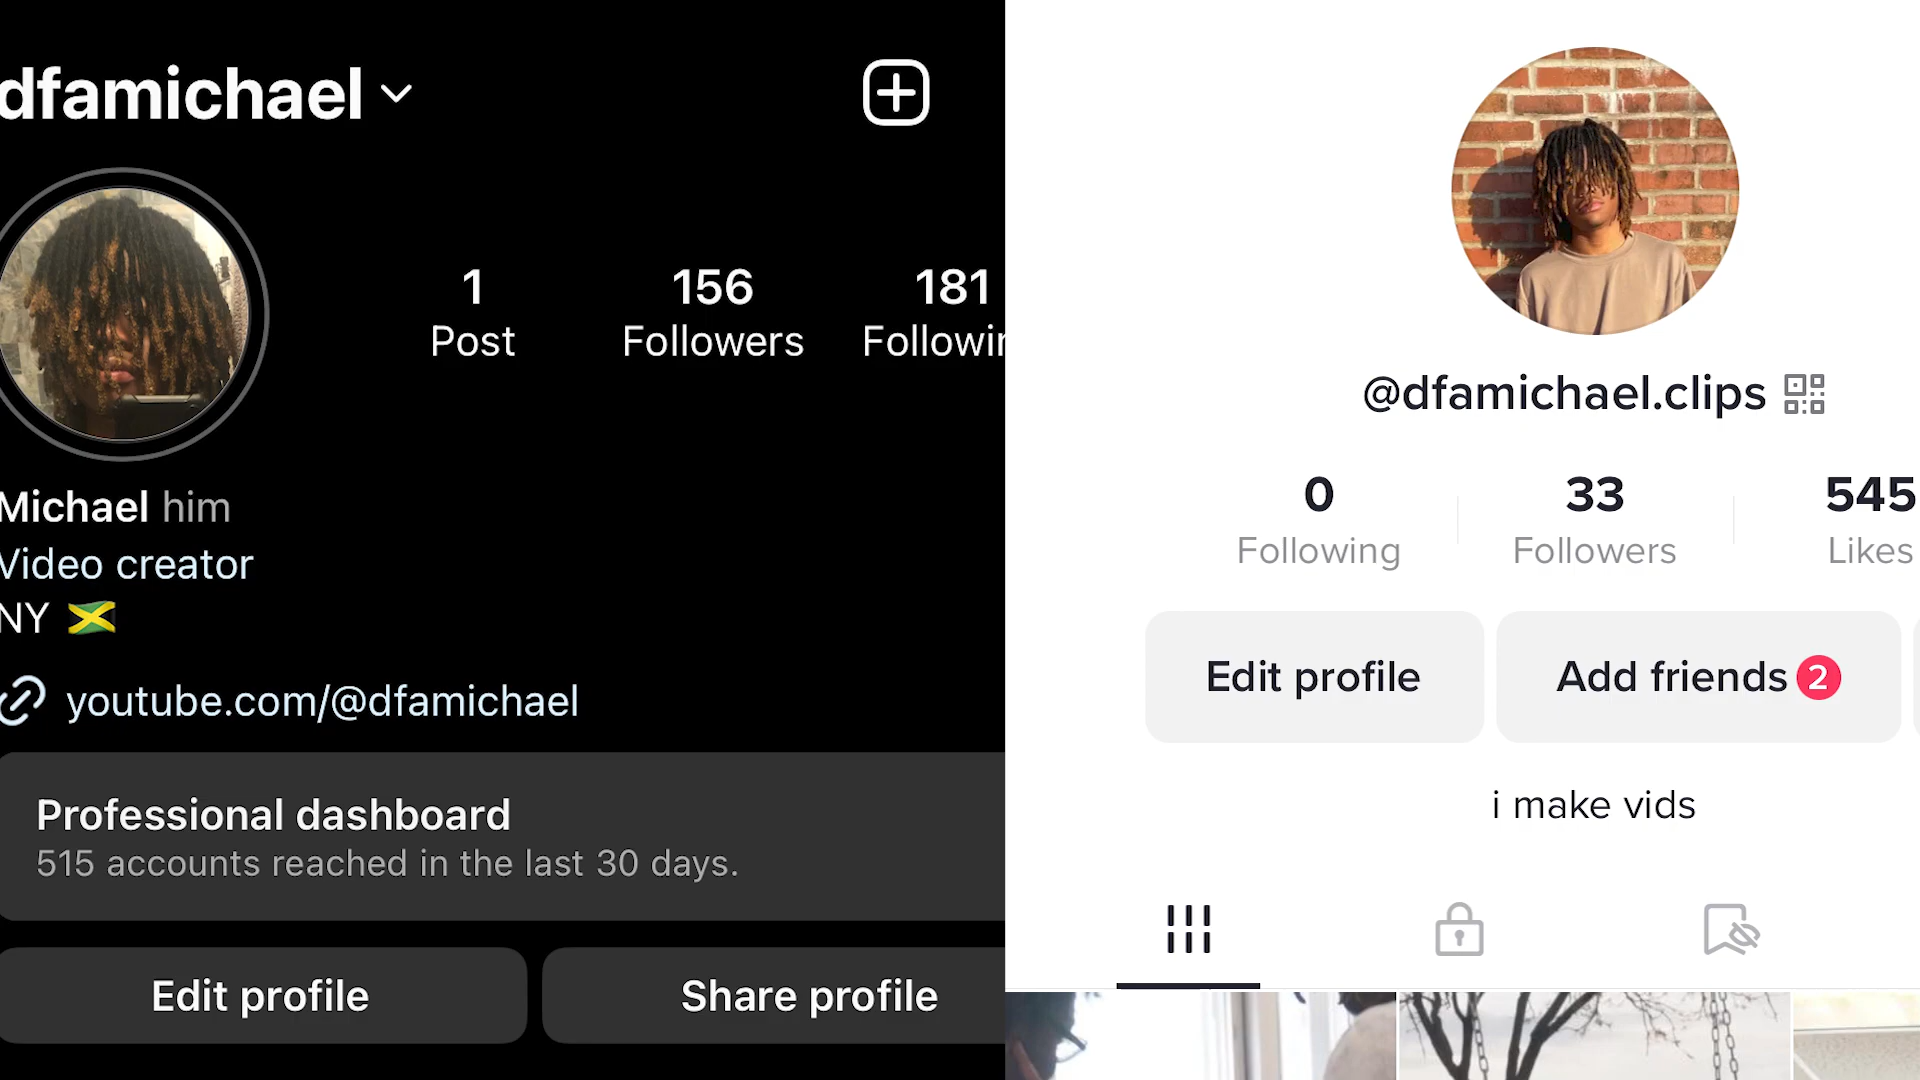 dfamichael
1
156
181
Post
Followers
Followin
Michael him
Video creator
NY
youtube.com/@dfamichael
Professional dashboard
515 accounts reached in the last 30 days.
Edit profile
Share profile
@dfamichael.clips
0
33
545
Following
Followers
Likes
Edit profile
Add friends 2
i make vids